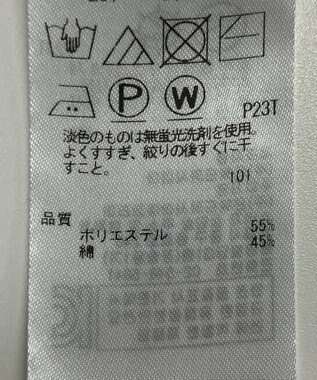 P
W
P23T
淡色のものは無蛍光洗剤を使用。
よくすすぎ、絞りの後すぐに干
すこと。
101
品質
ポリエステル 55%
綿 45%